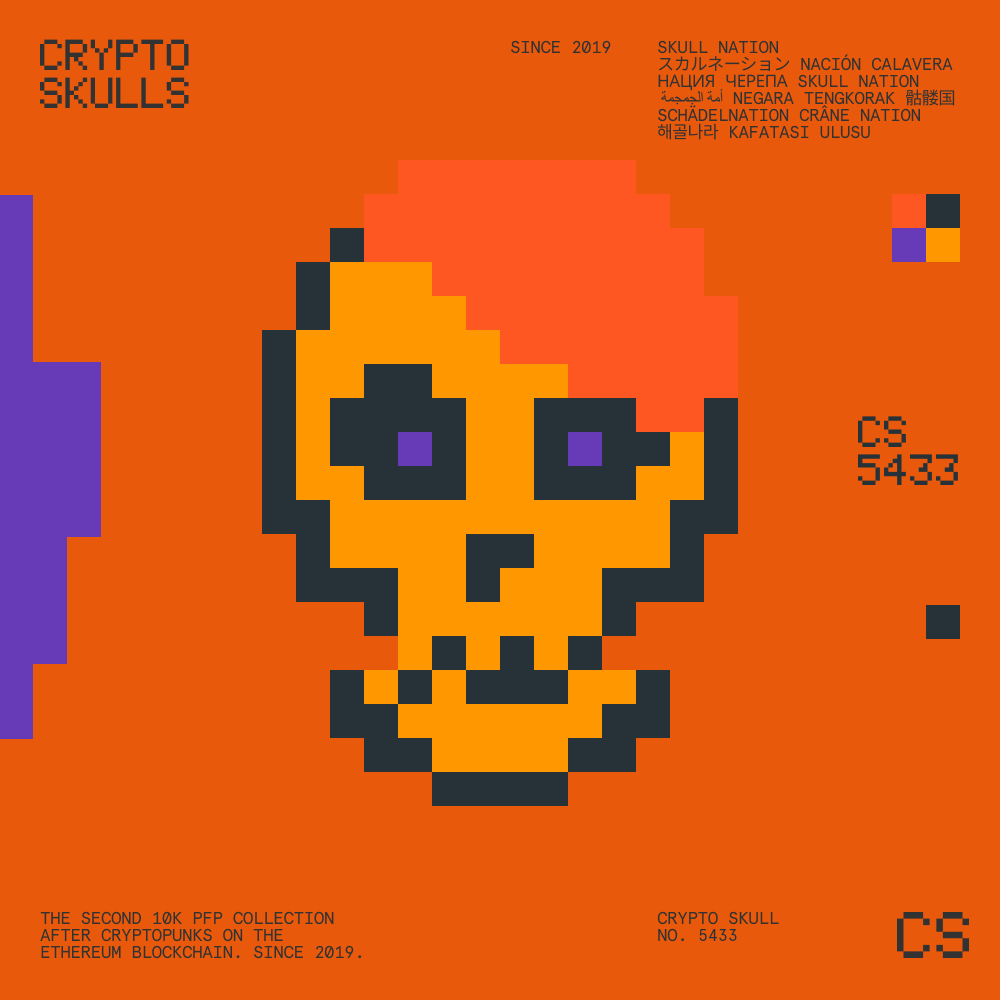 CRYPTO
SKULLS
SINCE 2019
SKULL NATION
スカルネーション NACIÓN CALAVERA
НАЦИЯ ЧЕРЕПА SKULL NATION
أمة الجمجمة NEGARA TENGKORAK 骷髅国
SCHÄDELNATION CRÂNE NATION
해골나라 KAFATASI ULUSU
CS
5433
THE SECOND 10K PFP COLLECTION
AFTER CRYPTOPUNKS ON THE
ETHEREUM BLOCKCHAIN. SINCE 2019.
CRYPTO SKULL
NO. 5433
CS